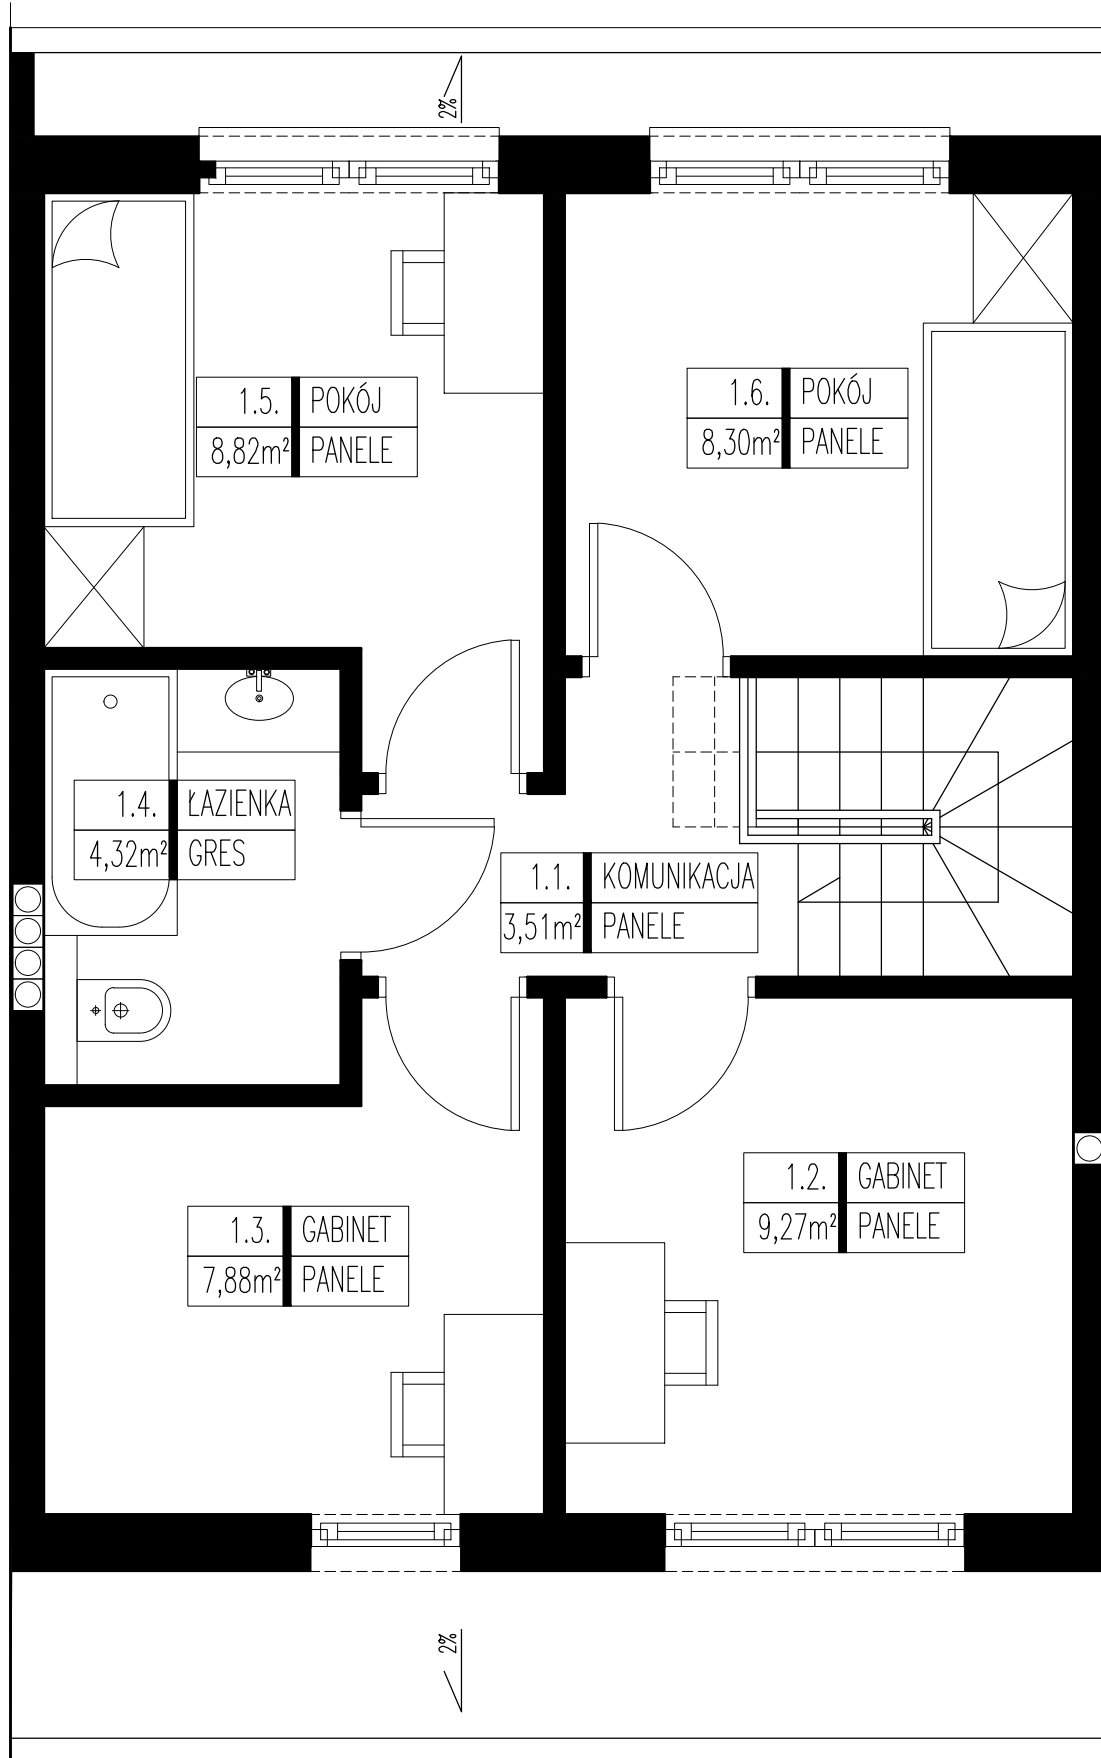 2%
1.5. POKÓJ
8,82m² PANELE
1.6. POKÓJ
8,30m² PANELE
1.4. ŁAZIENKA
4,32m² GRES
1.1. KOMUNIKACJA
3,51m² PANELE
1.2. GABINET
9,27m² PANELE
1.3. GABINET
7,88m² PANELE
2%